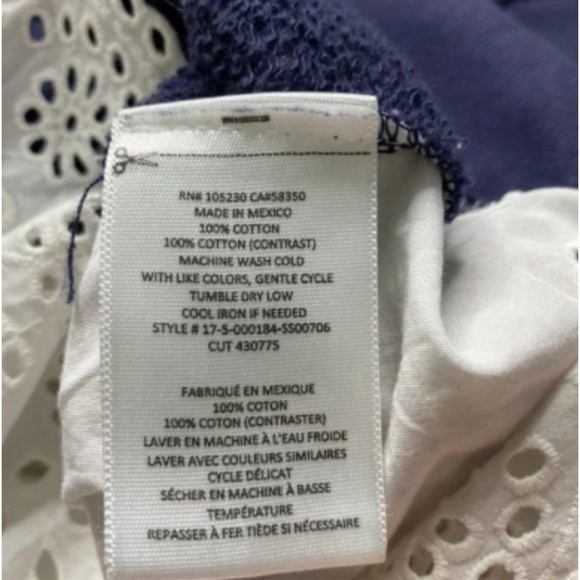 RN# 105230 CA#58350
MADE IN MEXICO
100% COTTON
100% COTTON (CONTRAST)
MACHINE WASH COLD
WITH LIKE COLORS, GENTLE CYCLE
TUMBLE DRY LOW
COOL IRON IF NEEDED
STYLE # 17-5-000184-SS00706
CUT 430775
FABRIQUÉ EN MEXIQUE
100% COTON
100% COTON (CONTRASTER)
LAVER EN MACHINE À L'EAU FROIDE
LAVER AVEC COULEURS SIMILAIRES
CYCLE DÉLICAT
SÉCHER EN MACHINE À BASSE
TEMPÉRATURE
REPASSER À FER TIÈDE SI NÉCESSAIRE